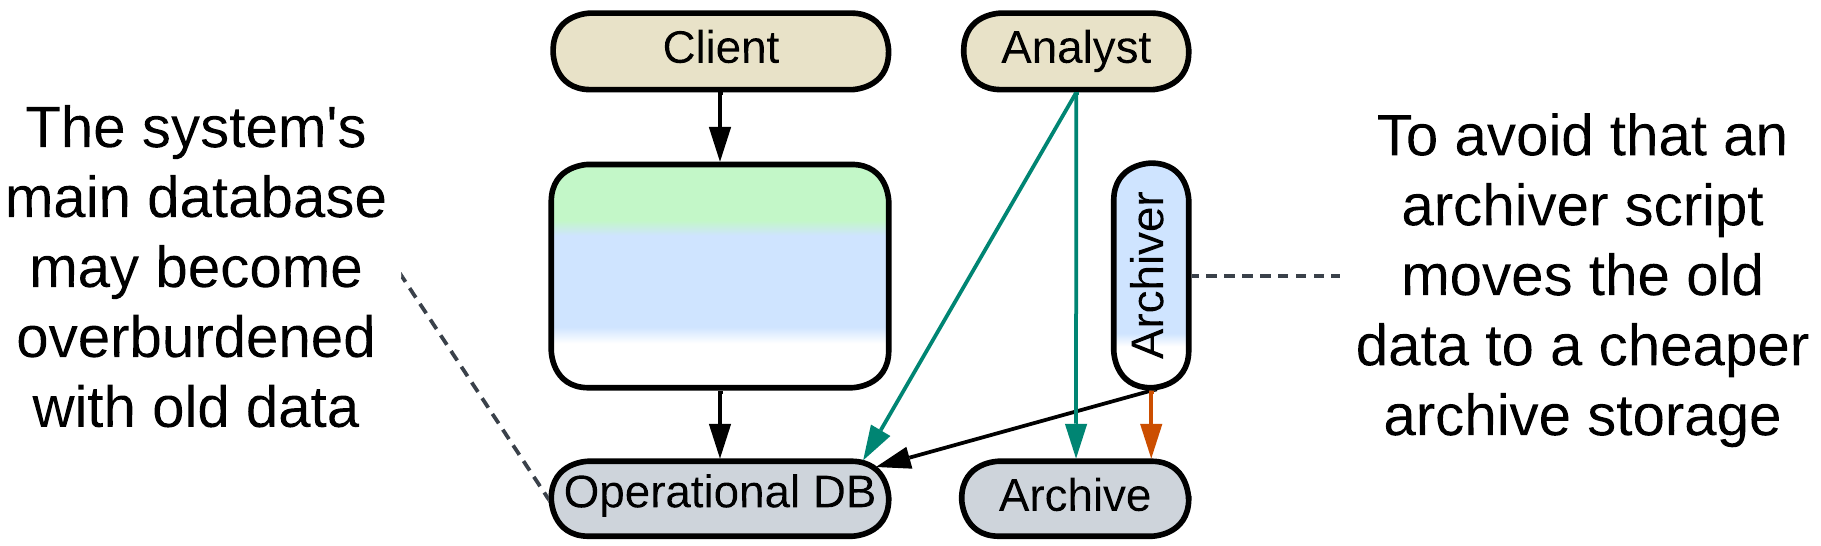 Client
Analyst
The system's
main database
may become
overburdened
with old data
Archiver
To avoid that an
archiver script
moves the old
data to a cheaper
archive storage
Operational DB
Archive